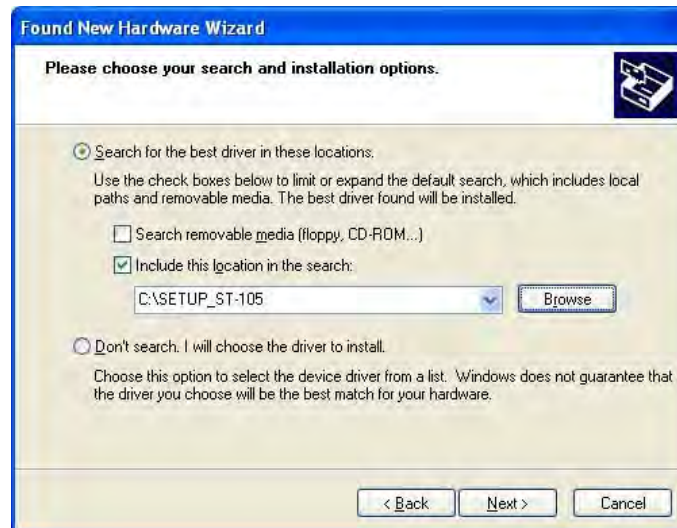 Found New Hardware Wizard
Please choose your search and installation options.
Search for the best driver in these locations.
Use the check boxes below to limit or expand the default search, which includes local
paths and removable media. The best driver found will be installed.
Search removable media (floppy, CD-ROM...)
Include this location in the search:
C:\SETUP_ST-105
Browse
Don't search. I will choose the driver to install.
Choose this option to select the device driver from a list. Windows does not guarantee that
the driver you choose will be the best match for your hardware.
< Back
Next >
Cancel